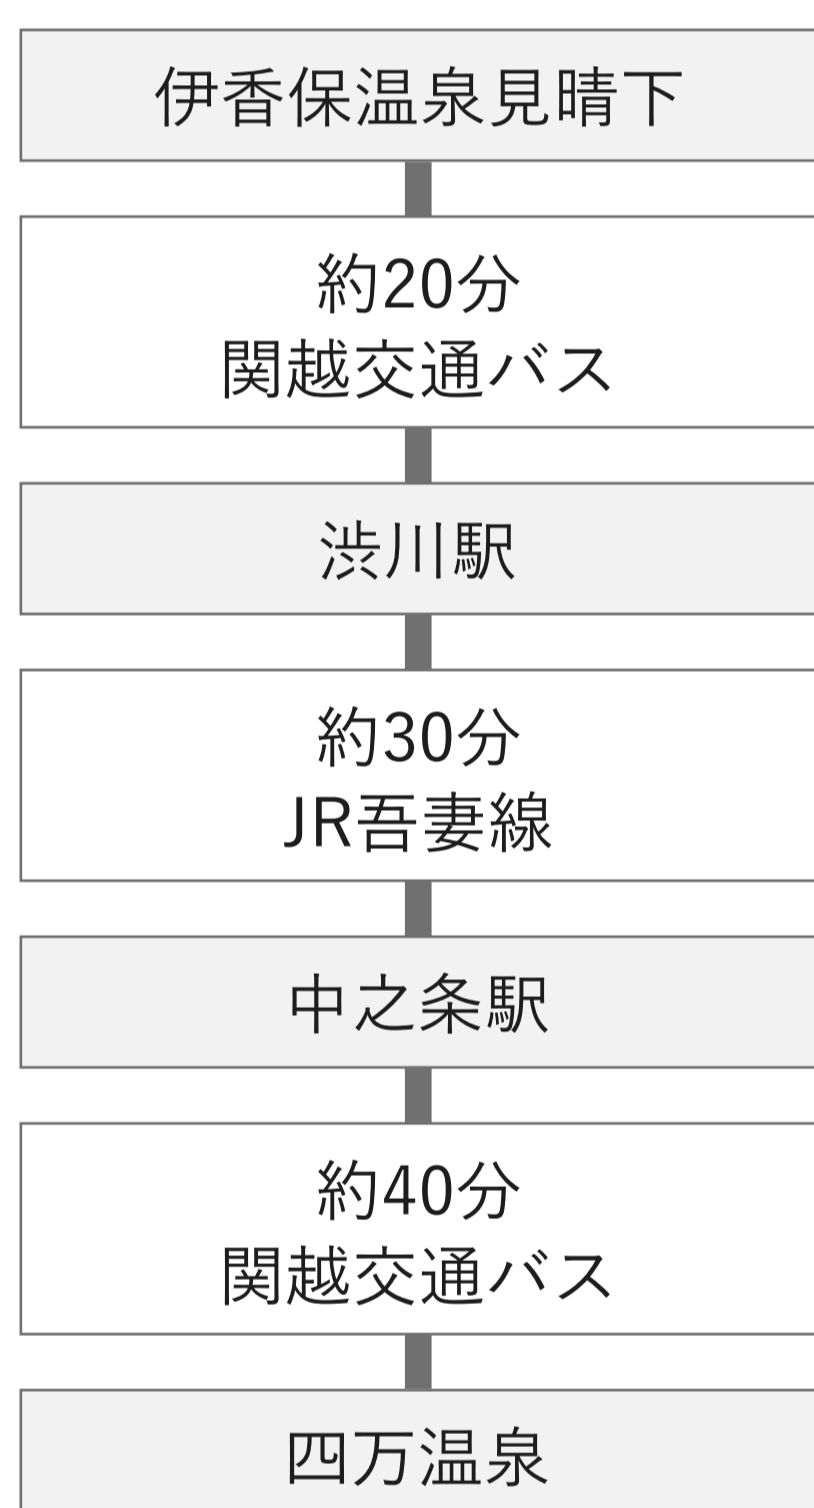 伊香保温泉見晴下
約20分
関越交通バス
渋川駅
約30分
JR吾妻線
中之条駅
約40分
関越交通バス
四万温泉